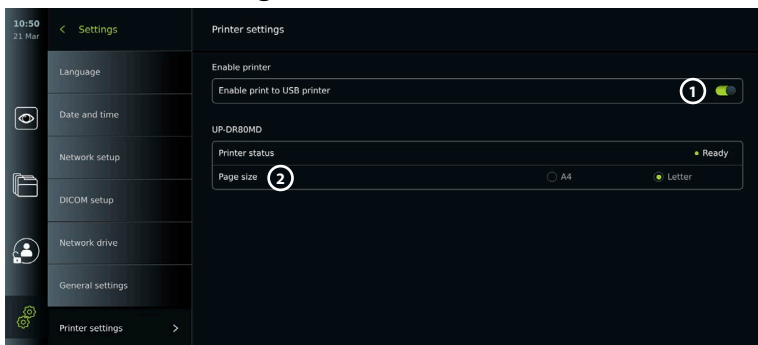 10:50
21 Mar
Settings
Language
Date and time
Network setup
DICOM setup
Network drive
General settings
Printer settings
Printer settings
Enable printer
Enable print to USB printer
1
UP-DR80MD
Printer status
Ready
Page size
2
A4
Letter